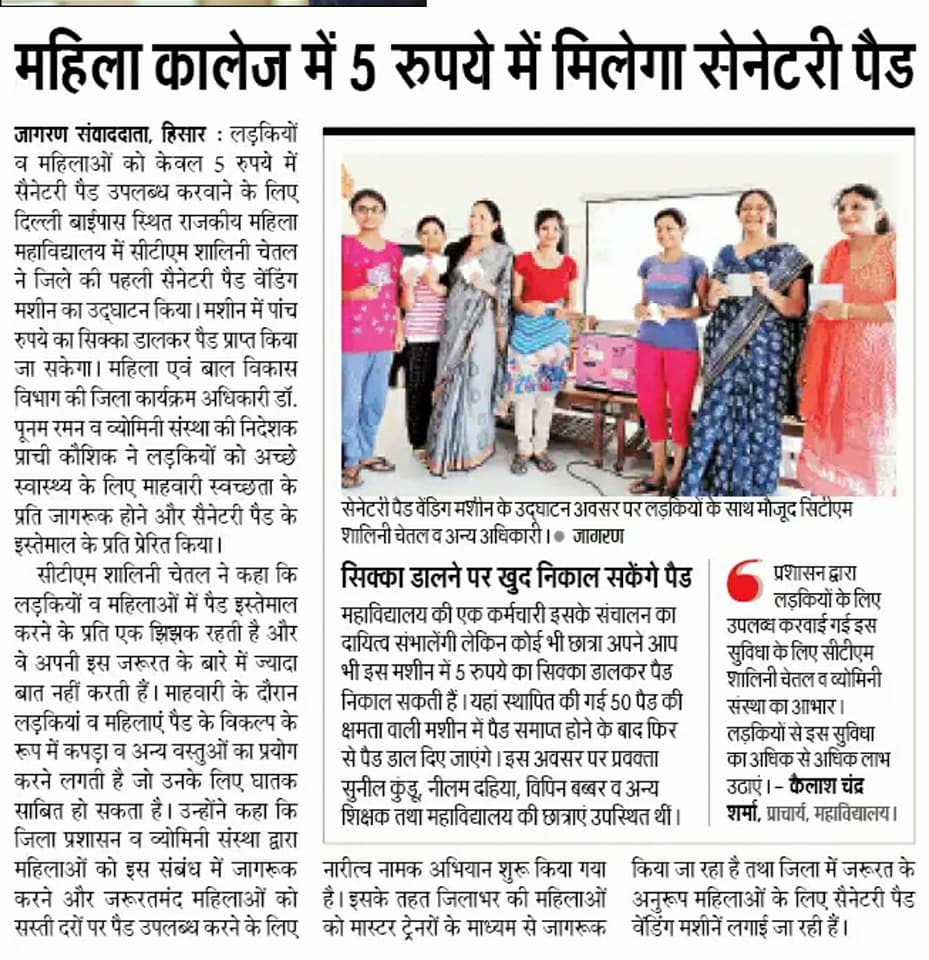 महिला कालेज में 5 रुपये में मिलेगा सेनेटरी पैड
जागरण संवाददाता, हिसार : लड़कियों
व महिलाओं को केवल 5 रुपये में
सैनेटरी पैड उपलब्ध करवाने के लिए
दिल्ली बाईपास स्थित राजकीय महिला
महाविद्यालय में सीटीएम शालिनी चेतल
ने जिले की पहली सैनेटरी पैड वेंडिंग
मशीन का उद्घाटन किया। मशीन में पांच
रुपये का सिक्का डालकर पैड प्राप्त किया
जा सकेगा। महिला एवं बाल विकास
विभाग की जिला कार्यक्रम अधिकारी डॉ.
पूनम रमन व व्योमिनी संस्था की निदेशक
प्राची कौशिक ने लड़कियों को अच्छे
स्वास्थ्य के लिए माहवारी स्वच्छता के
प्रति जागरूक होने और सैनेटरी पैड के
इस्तेमाल के प्रति प्रेरित किया।
सीटीएम शालिनी चेतल ने कहा कि
लड़कियों व महिलाओं में पैड इस्तेमाल
करने के प्रति एक झिझक रहती है और
वे अपनी इस जरूरत के बारे में ज्यादा
बात नहीं करती हैं। माहवारी के दौरान
लड़कियां व महिलाएं पैड के विकल्प के
रूप में कपड़ा व अन्य वस्तुओं का प्रयोग
करने लगती है जो उनके लिए घातक
साबित हो सकता है। उन्होंने कहा कि
जिला प्रशासन व व्योमिनी संस्था द्वारा
महिलाओं को इस संबंध में जागरूक
करने और जरूरतमंद महिलाओं को
सस्ती दरों पर पैड उपलब्ध करने के लिए
सेनेटरी पैड वेंडिंग मशीन के उद्घाटन अवसर पर लड़कियों के साथ मौजूद सिटीएम
शालिनी चेतल व अन्य अधिकारी। ● जागरण
सिक्का डालने पर खुद निकाल सकेंगे पैड
महाविद्यालय की एक कर्मचारी इसके संचालन का
दायित्व संभालेंगी लेकिन कोई भी छात्रा अपने आप
भी इस मशीन में 5 रुपये का सिक्का डालकर पैड
निकाल सकती हैं। यहां स्थापित की गई 50 पैड की
क्षमता वाली मशीन में पैड समाप्त होने के बाद फिर
से पैड डाल दिए जाएंगे। इस अवसर पर प्रवक्ता
सुनील कुंडू, नीलम दहिया, विपिन बब्बर व अन्य
शिक्षक तथा महाविद्यालय की छात्राएं उपस्थित थीं।
प्रशासन द्वारा
लड़कियों के लिए
उपलब्ध करवाई गई इस
सुविधा के लिए सीटीएम
शालिनी चेतल व व्योमिनी
संस्था का आभार।
लड़कियों से इस सुविधा
का अधिक से अधिक लाभ
उठाएं। - कैलाश चंद्र
शर्मा, प्राचार्य, महाविद्यालय।
नारीत्व नामक अभियान शुरू किया गया
है। इसके तहत जिलाभर की महिलाओं
को मास्टर ट्रेनरों के माध्यम से जागरूक
किया जा रहा है तथा जिला में जरूरत के
अनुरूप महिलाओं के लिए सैनेटरी पैड
वेंडिंग मशीनें लगाई जा रही हैं।